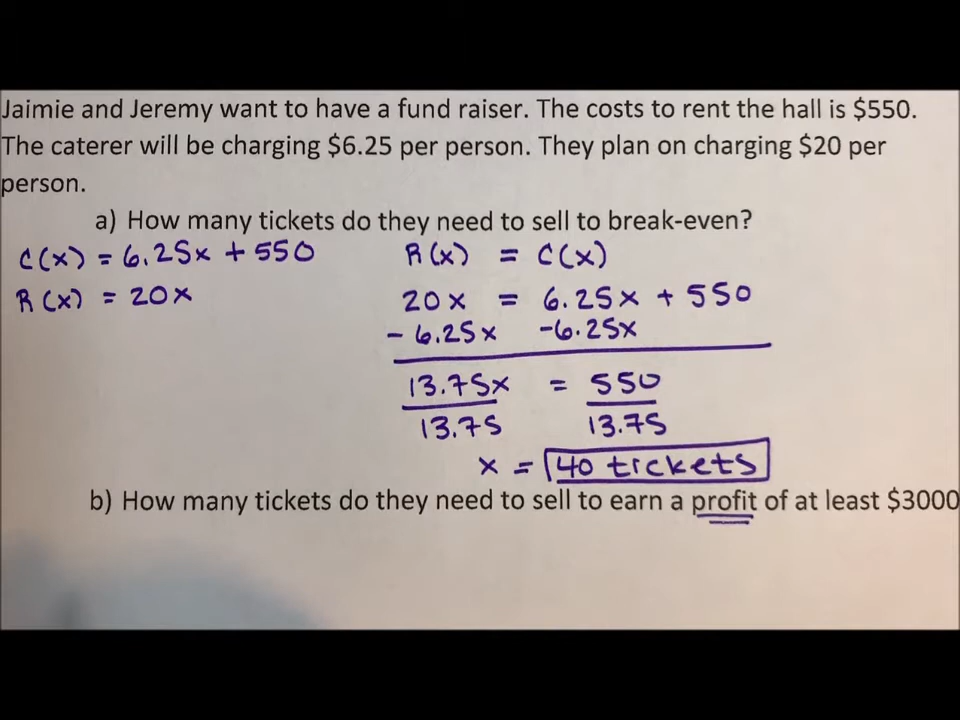 Jaimie and Jeremy want to have a fund raiser. The costs to rent the hall is $550.
The caterer will be charging $6.25 per person. They plan on charging $20 per
person.
a) How many tickets do they need to sell to break-even?
C(x) = 6.25x + 550
R(x) = 20x
R(x) = C(x)
20x = 6.25x + 550
- 6.25x -6.25x
13.75x = 550
13.75 13.75
x = 40 tickets
b) How many tickets do they need to sell to earn a profit of at least $3000